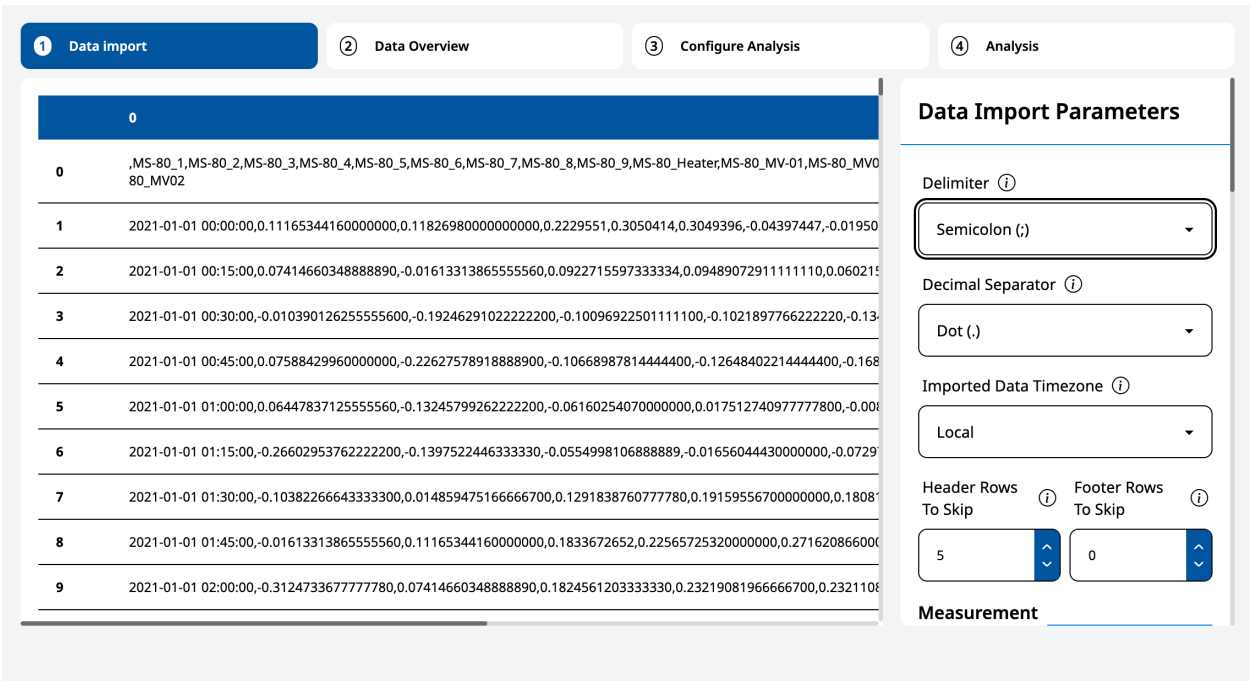 1 Data import
2 Data Overview
3 Configure Analysis
4 Analysis
0
0 ,MS-80_1,MS-80_2,MS-80_3,MS-80_4,MS-80_5,MS-80_6,MS-80_7,MS-80_8,MS-80_9,MS-80_Heater,MS-80_MV-01,MS-80_MV0
80_MV02
1 2021-01-01 00:00:00,0.11165344160000000,0.11826980000000000,0.2229551,0.3050414,0.3049396,-0.04397447,-0.01950
2 2021-01-01 00:15:00,0.07414660348888890,-0.01613313865555560,0.0922715597333334,0.09489072911111110,0.060215
3 2021-01-01 00:30:00,-0.010390126255555600,-0.19246291022222200,-0.10096922501111100,-0.1021897766222220,-0.134
4 2021-01-01 00:45:00,0.07588429960000000,-0.22627578918888900,-0.10668987814444400,-0.12648402214444400,-0.168
5 2021-01-01 01:00:00,0.06447837125555560,-0.13245799262222200,-0.06160254070000000,0.017512740977777800,-0.008
6 2021-01-01 01:15:00,-0.26602953762222200,-0.1397522446333330,-0.0554998106888889,-0.01656044430000000,-0.0729
7 2021-01-01 01:30:00,-0.10382266643333300,0.014859475166666700,0.1291838760777780,0.19159556700000000,0.18081
8 2021-01-01 01:45:00,-0.01613313865555560,0.11165344160000000,0.1833672652,0.22565725320000000,0.271620866000
9 2021-01-01 02:00:00,-0.3124733677777780,0.07414660348888890,0.1824561203333330,0.23219081966666700,0.2321108
Data Import Parameters
Delimiter
Semicolon (;)
Decimal Separator
Dot (.)
Imported Data Timezone
Local
Header Rows
To Skip
5
Footer Rows
To Skip
0
Measurement